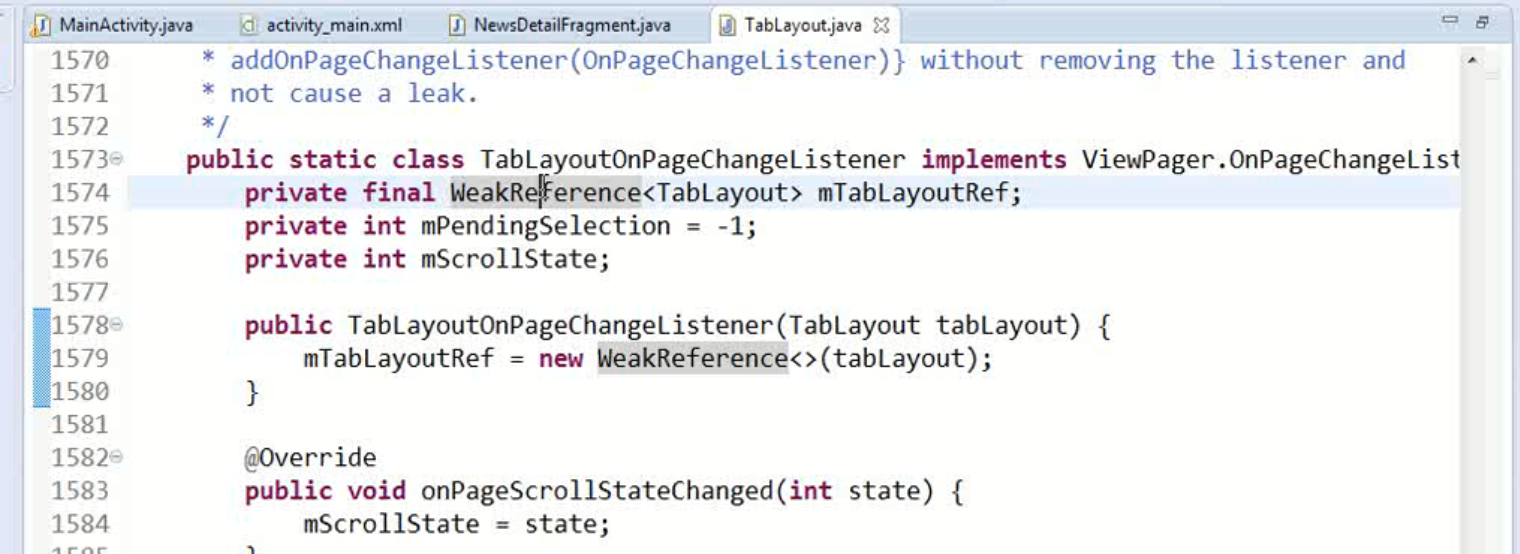 MainActivity.java activity_main.xml NewsDetailFragment.java TabLayout.java
1570 * addOnPageChangeListener(OnPageChangeListener)} without removing the listener and
1571 * not cause a leak.
1572 */
1573 public static class TabLayoutOnPageChangeListener implements ViewPager.OnPageChangeList
1574 private final WeakReference<TabLayout> mTabLayoutRef;
1575 private int mPendingSelection = -1;
1576 private int mScrollState;
1577
1578 public TabLayoutOnPageChangeListener(TabLayout tabLayout) {
1579 mTabLayoutRef = new WeakReference<>(tabLayout);
1580 }
1581
1582 @Override
1583 public void onPageScrollStateChanged(int state) {
1584 mScrollState = state;